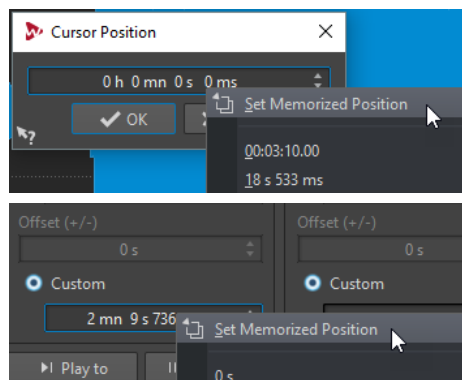 Cursor Position
0 h 0 mn 0 s 0 ms
OK
Set Memorized Position
00:03:10.00
18 s 533 ms
Offset (+/-) Offset (+/-)
0 s 0 s
Custom Custom
2 mn 9 s 736
Set Memorized Position
Play to
0 s